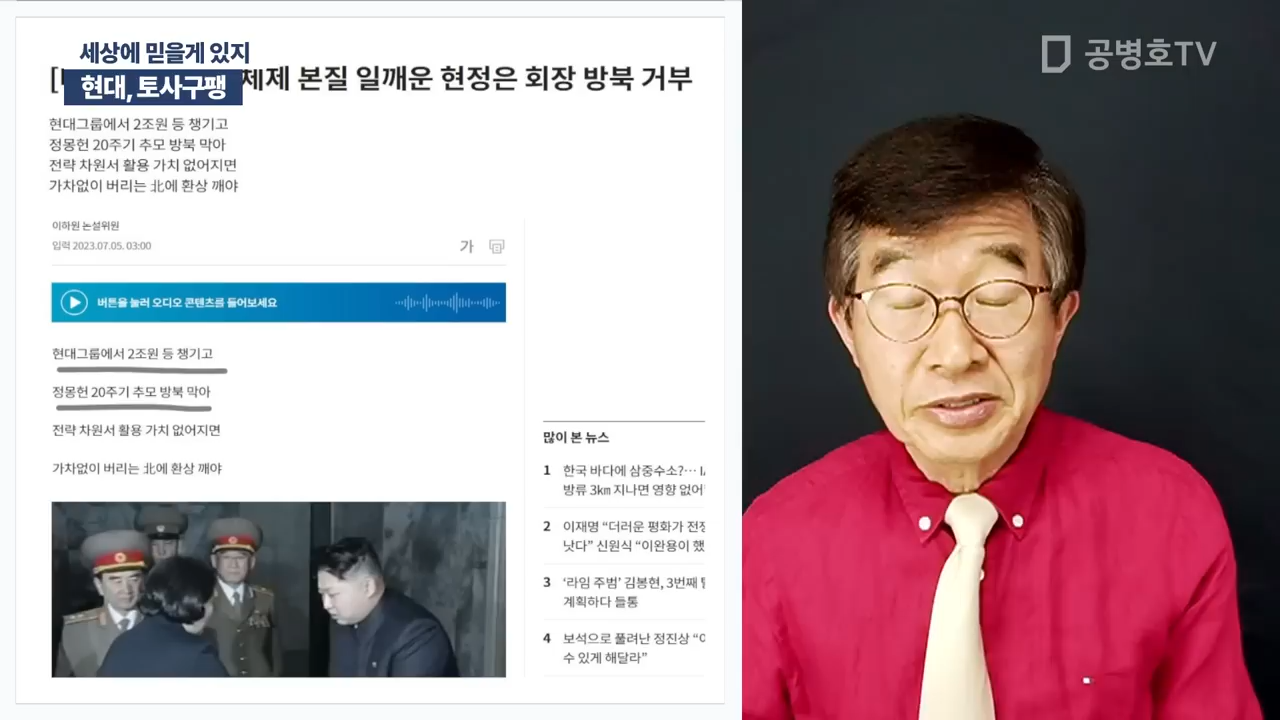 세상에 믿을게 있지
현대, 토사구팽
체제 본질 일깨운 현정은 회장 방북 거부
현대그룹에서 2조원 등 챙기고
정몽헌 20주기 추모 방북 막아
전략 차원서 활용 가치 없어지면
가차없이 버리는 北에 환상 깨야
이하원 논설위원
입력 2023.07.05. 03:00
가
버튼을 눌러 오디오 콘텐츠를 들어보세요
현대그룹에서 2조원 등 챙기고
정몽헌 20주기 추모 방북 막아
전략 차원서 활용 가치 없어지면
가차없이 버리는 北에 환상 깨야
많이 본 뉴스
1 한국 바다에 삼중수소?…
방류 3km 지나면 영향 없어
2 이재명 “더러운 평화가 전쟁
낫다” 신원식 “이완용이 했
3 ‘라임 주범’ 김봉현, 3번째
계획하다 들통
4 보석으로 풀려난 정진상 “
수 있게 해달라”
공병호TV